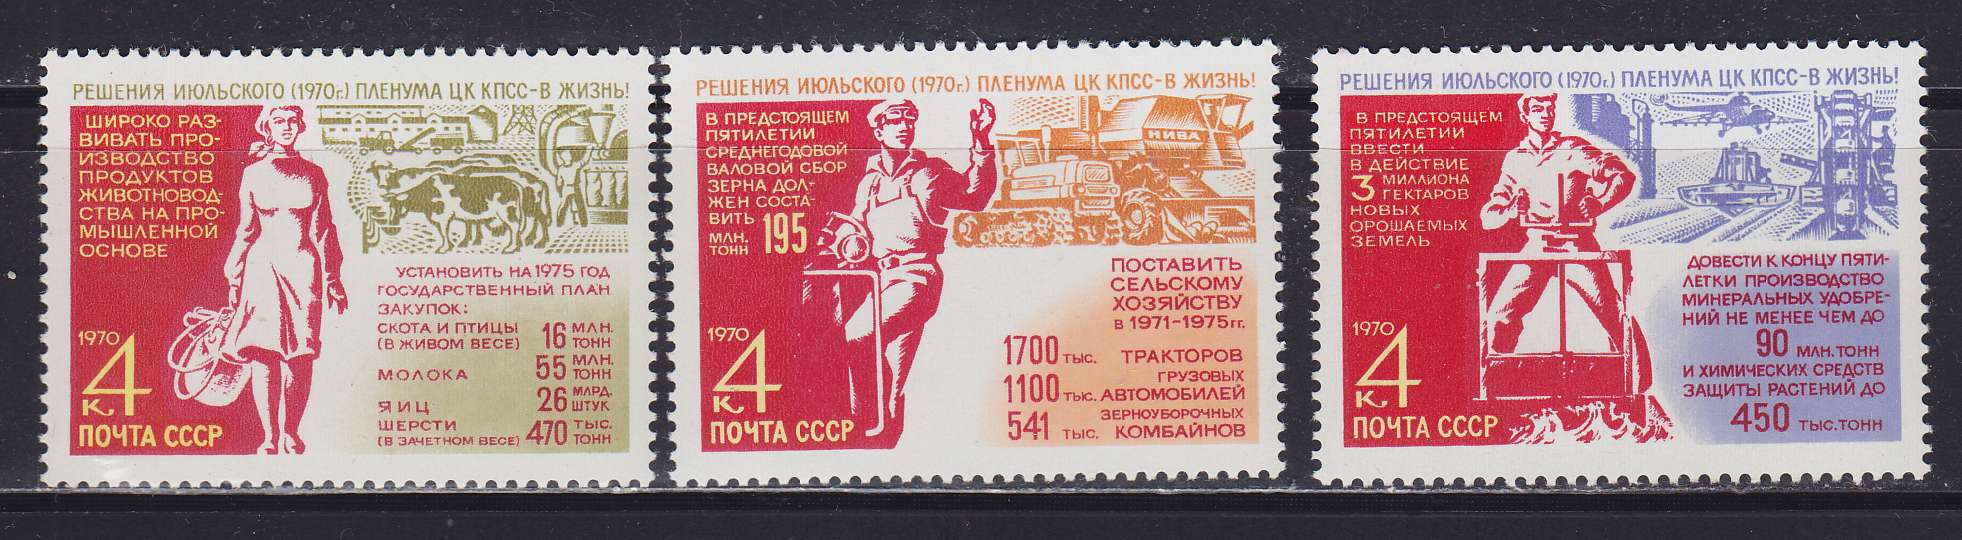 РЕШЕНИЯ ИЮЛЬСКОГО (1970г.) ПЛЕНУМА ЦК КПСС-В ЖИЗНЬ!
ШИРОКО РАЗ-
ВИВАТЬ ПРО-
ИЗВОДСТВО
ПРОДУКТОВ
ЖИВОТНОВОД-
СТВА НА ПРО-
МЫШЛЕННОЙ
ОСНОВЕ
УСТАНОВИТЬ НА 1975 ГОД
ГОСУДАРСТВЕННЫЙ ПЛАН
ЗАКУПОК:
СКОТА И ПТИЦЫ
(В ЖИВОМ ВЕСЕ) 16 МЛН. ТОНН
МОЛОКА 55 МЛН. ТОНН
ЯИЦ 26 МЛРД. ШТУК
ШЕРСТИ
(В ЗАЧЕТНОМ ВЕСЕ) 470 ТЫС. ТОНН
1970
4 К
ПОЧТА СССР
РЕШЕНИЯ ИЮЛЬСКОГО (1970г.) ПЛЕНУМА ЦК КПСС-В ЖИЗНЬ!
В ПРЕДСТОЯЩЕМ
ПЯТИЛЕТИИ
СРЕДНЕГОДОВОЙ
ВАЛОВОЙ СБОР
ЗЕРНА ДОЛ-
ЖЕН СОСТА-
ВИТЬ 195
МЛН.
ТОНН
НИВА
ПОСТАВИТЬ
СЕЛЬСКОМУ
ХОЗЯЙСТВУ
В 1971-1975гг.
1700 ТЫС. ТРАКТОРОВ
ГРУЗОВЫХ
1100 ТЫС. АВТОМОБИЛЕЙ
ЗЕРНОУБОРОЧНЫХ
541 ТЫС. КОМБАЙНОВ
1970
4 К
ПОЧТА СССР
РЕШЕНИЯ ИЮЛЬСКОГО (1970г.) ПЛЕНУМА ЦК КПСС-В ЖИЗНЬ!
В ПРЕДСТОЯЩЕМ
ПЯТИЛЕТИИ
ВВЕСТИ
В ДЕЙСТВИЕ
3 МИЛЛИОНА
ГЕКТАРОВ
НОВЫХ
ОРОШАЕМЫХ
ЗЕМЕЛЬ
ДОВЕСТИ К КОНЦУ ПЯТИ-
ЛЕТКИ ПРОИЗВОДСТВО
МИНЕРАЛЬНЫХ УДОБРЕ-
НИЙ НЕ МЕНЕЕ ЧЕМ ДО
90 МЛН.ТОНН
И ХИМИЧЕСКИХ СРЕДСТВ
ЗАЩИТЫ РАСТЕНИЙ ДО
450 ТЫС.ТОНН
1970
4 К
ПОЧТА СССР